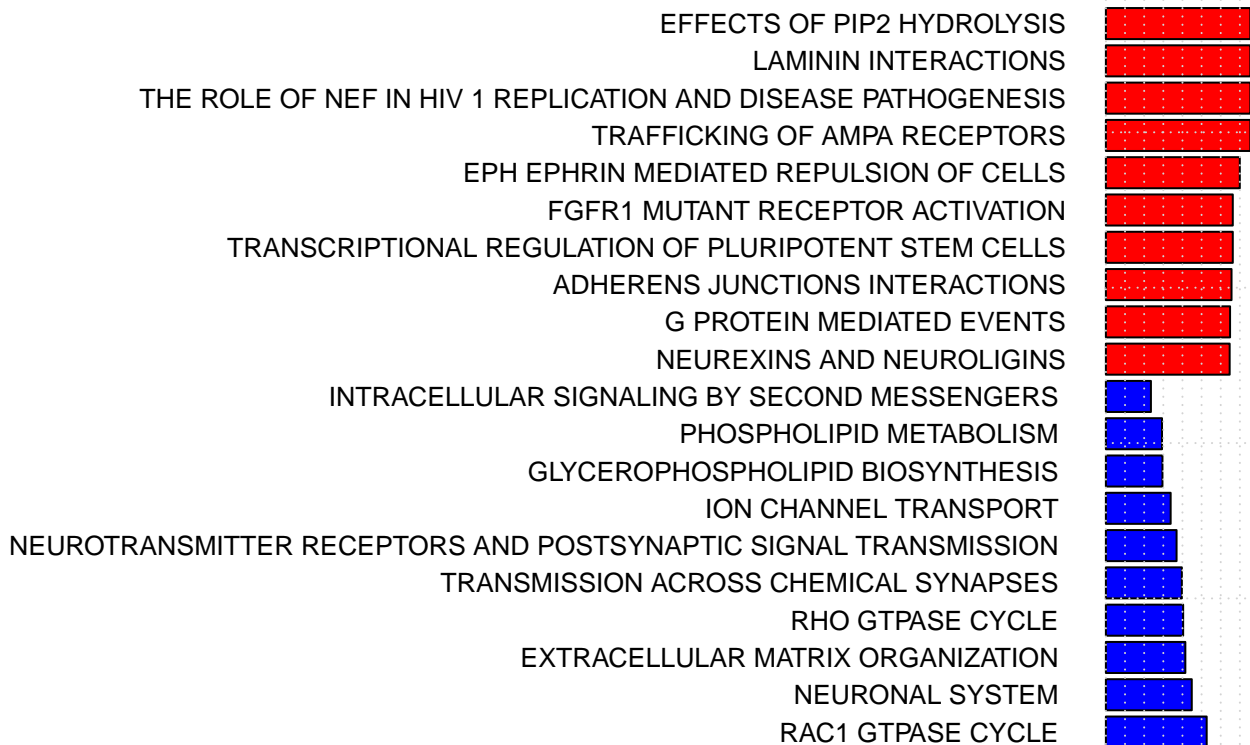 EFFECTS OF PIP2 HYDROLYSIS
LAMININ INTERACTIONS
THE ROLE OF NEF IN HIV 1 REPLICATION AND DISEASE PATHOGENESIS
TRAFFICKING OF AMPA RECEPTORS
EPH EPHRIN MEDIATED REPULSION OF CELLS
FGFR1 MUTANT RECEPTOR ACTIVATION
TRANSCRIPTIONAL REGULATION OF PLURIPOTENT STEM CELLS
ADHERENS JUNCTIONS INTERACTIONS
G PROTEIN MEDIATED EVENTS
NEUREXINS AND NEUROLIGINS
INTRACELLULAR SIGNALING BY SECOND MESSENGERS
PHOSPHOLIPID METABOLISM
GLYCEROPHOSPHOLIPID BIOSYNTHESIS
ION CHANNEL TRANSPORT
NEUROTRANSMITTER RECEPTORS AND POSTSYNAPTIC SIGNAL TRANSMISSION
TRANSMISSION ACROSS CHEMICAL SYNAPSES
RHO GTPASE CYCLE
EXTRACELLULAR MATRIX ORGANIZATION
NEURONAL SYSTEM
RAC1 GTPASE CYCLE